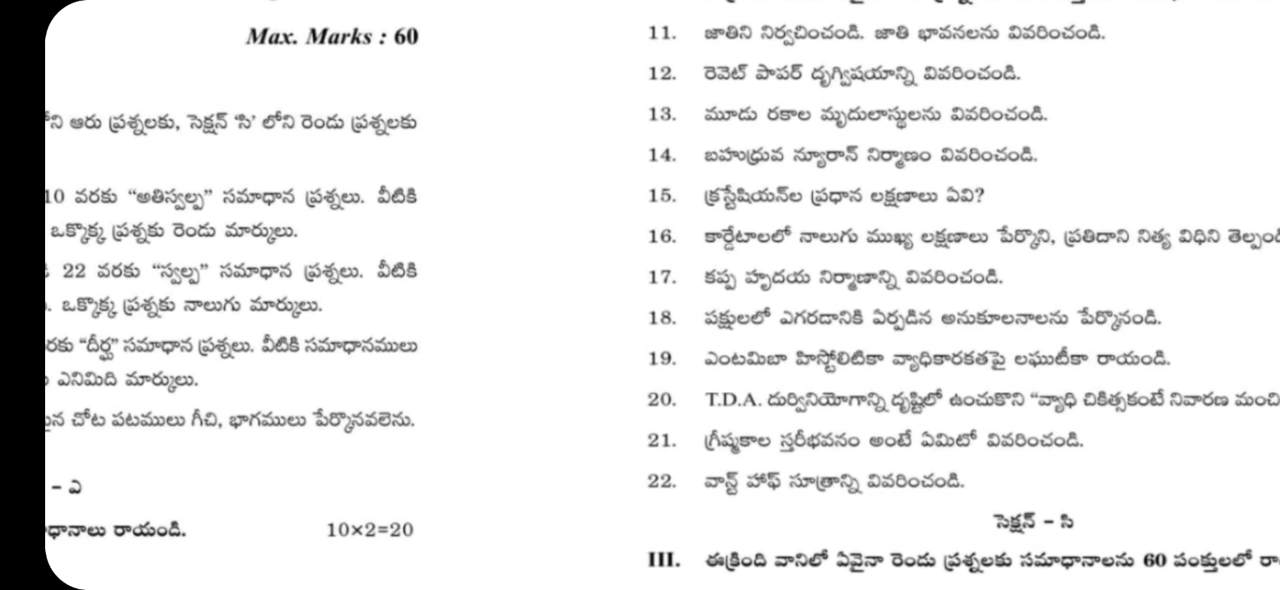 Max. Marks : 60
ని ఆరు ప్రశ్నలకు, సెక్షన్ ‘సి’ లోని రెండు ప్రశ్నలకు
10 వరకు “అతిస్వల్ప” సమాధాన ప్రశ్నలు. వీటికి
ఒక్కొక్క ప్రశ్నకు రెండు మార్కులు.
22 వరకు “స్వల్ప” సమాధాన ప్రశ్నలు. వీటికి
. ఒక్కొక్క ప్రశ్నకు నాలుగు మార్కులు.
రకు “దీర్ఘ” సమాధాన ప్రశ్నలు. వీటికి సమాధానములు
ఎనిమిది మార్కులు.
న చోట పటములు గీచి, భాగములు పేర్కొనవలెను.
– ఎ
ధానాలు రాయండి. 10×2=20
11. జాతిని నిర్వచించండి. జాతి భావనలను వివరించండి.
12. రెవెట్ పాపర్ దృగ్విషయాన్ని వివరించండి.
13. మూడు రకాల మృదులాస్థులను వివరించండి.
14. బహుధ్రువ న్యూరాన్ నిర్మాణం వివరించండి.
15. క్రస్టేషియన్‌ల ప్రధాన లక్షణాలు ఏవి?
16. కార్డేటాలలో నాలుగు ముఖ్య లక్షణాలు పేర్కొని, ప్రతిదాని నిత్య విధిని తెల్పండి
17. కప్ప హృదయ నిర్మాణాన్ని వివరించండి.
18. పక్షులలో ఎగరడానికి ఏర్పడిన అనుకూలనాలను పేర్కొనండి.
19. ఎంటమిబా హిస్టోలిటికా వ్యాధికారకతపై లఘుటీకా రాయండి.
20. T.D.A. దుర్వినియోగాన్ని దృష్టిలో ఉంచుకొని “వ్యాధి చికిత్సకంటే నివారణ మంచి
21. గ్రీష్మకాల స్తరీభవనం అంటే ఏమిటో వివరించండి.
22. వాన్ట్ హాఫ్ సూత్రాన్ని వివరించండి.
సెక్షన్ – సి
III. ఈక్రింది వానిలో ఏవైనా రెండు ప్రశ్నలకు సమాధానాలను 60 పంక్తులలో రా